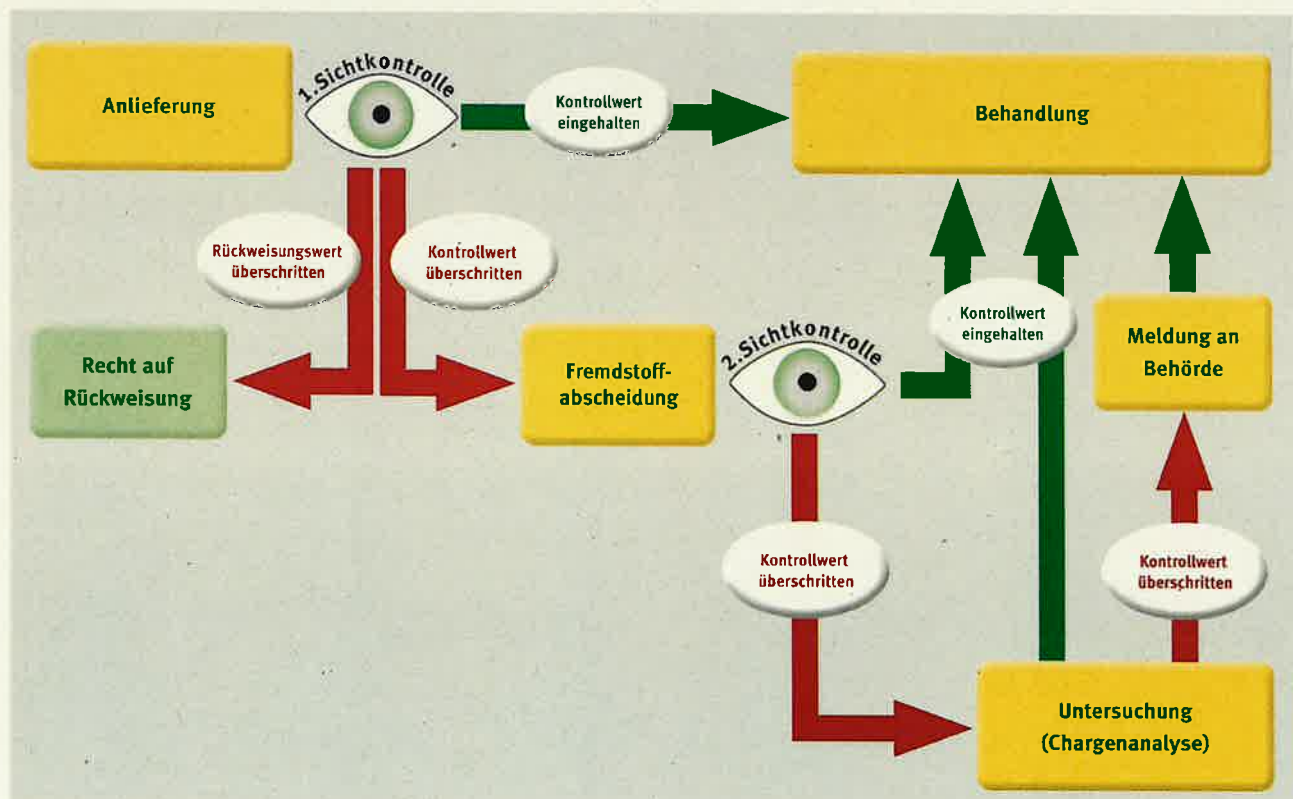 Anlieferung
1.Sichtkontrolle
Kontrollwert
eingehalten
Behandlung
Rückweisungswert
überschritten
Kontrollwert
überschritten
Recht auf
Rückweisung
Fremdstoff-
abscheidung
2.Sichtkontrolle
Kontrollwert
eingehalten
Meldung an
Behörde
Kontrollwert
überschritten
Kontrollwert
überschritten
Untersuchung
(Chargenanalyse)